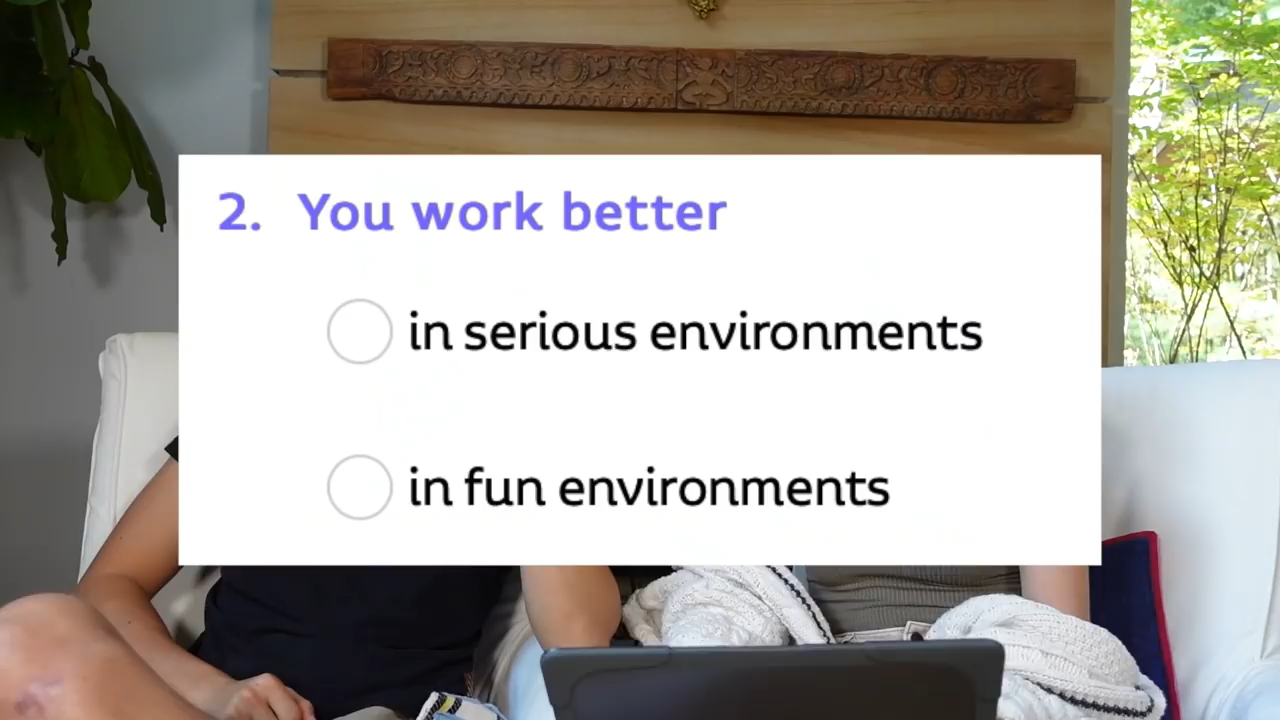 2. You work better
in serious environments
in fun environments